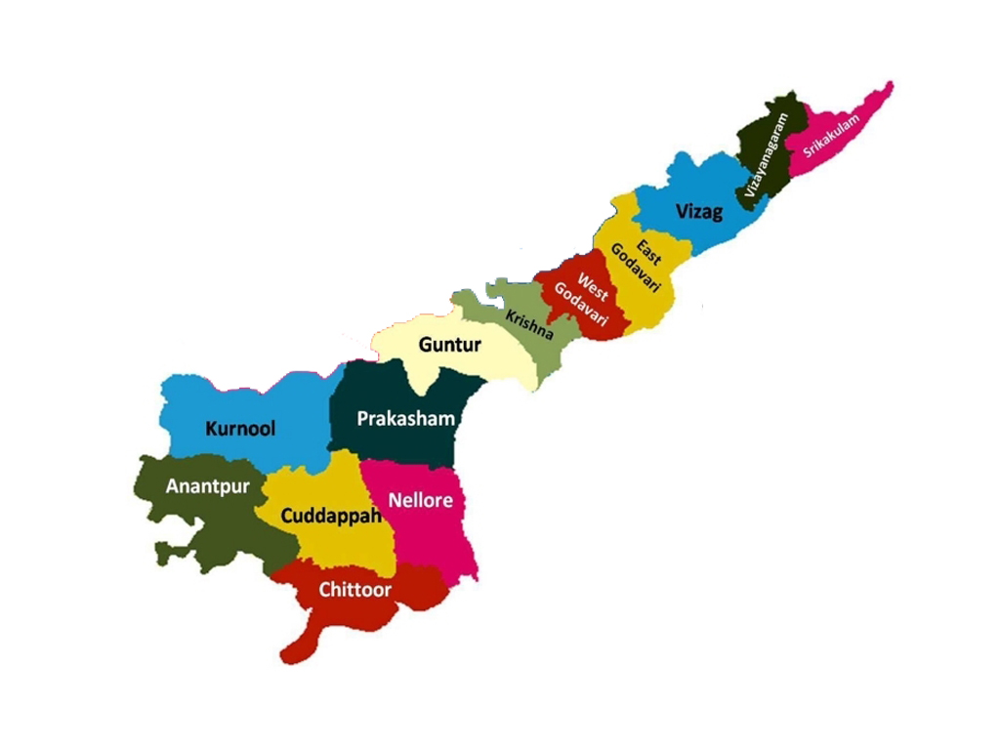 Srikakulam
Vizayanagaram
Vizag
East
Godavari
West
Godavari
Krishna
Guntur
Prakasham
Kurnool
Anantpur
Cuddappah
Nellore
Chittoor